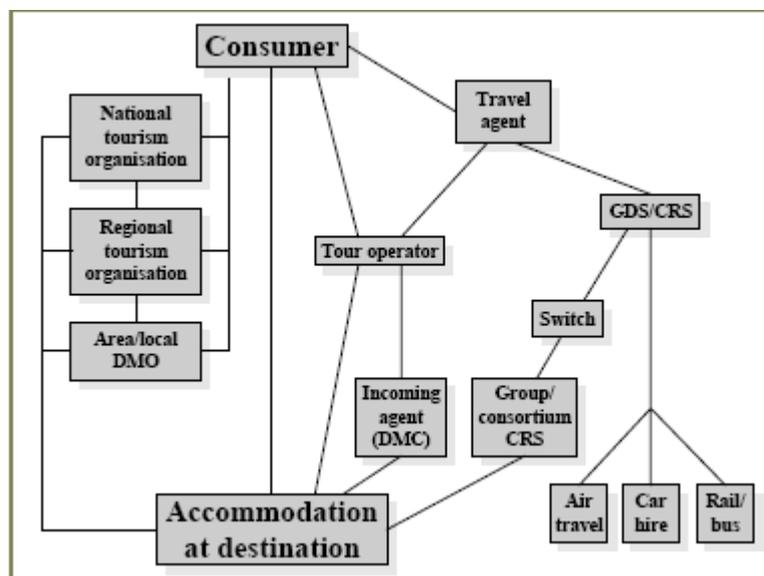 Consumer
Travel
agent
National
tourism
organisation
Regional
tourism
organisation
GDS/CRS
Tour operator
Switch
Area/local
DMO
Incoming
agent
(DMC)
Group/
consortium
CRS
Accommodation
at destination
Air
travel
Car
hire
Rail/
bus